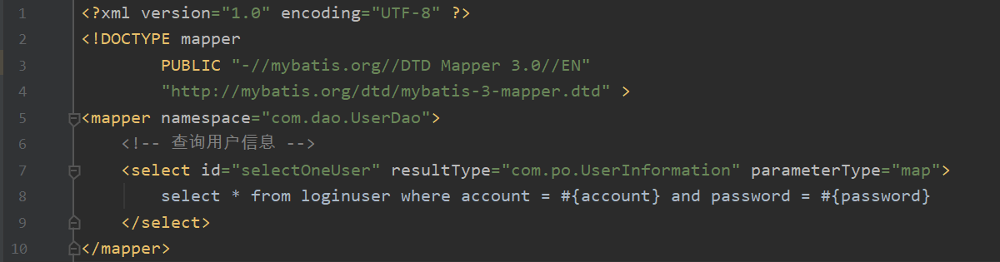 1 <?xml version="1.0" encoding="UTF-8" ?>
2 <!DOCTYPE mapper
3 PUBLIC "-//mybatis.org//DTD Mapper 3.0//EN"
4 "http://mybatis.org/dtd/mybatis-3-mapper.dtd" >
5 <mapper namespace="com.dao.UserDao">
6 <!-- 查询用户信息 -->
7 <select id="selectOneUser" resultType="com.po.UserInformation" parameterType="map">
8 select * from loginuser where account = #{account} and password = #{password}
9 </select>
10 </mapper>